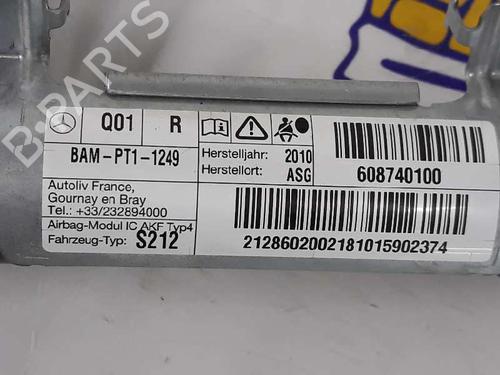 B-PARTS
Q01 R
BAM-PT1-1249
Autoliv France,
Gournay en Bray
Tel.: +33/232894000
Airbag-Modul IC AKF Typ4
Fahrzeug-Typ: S212
Herstelljahr: 2010
Herstellort: ASG
608740100
2128602002181015902374